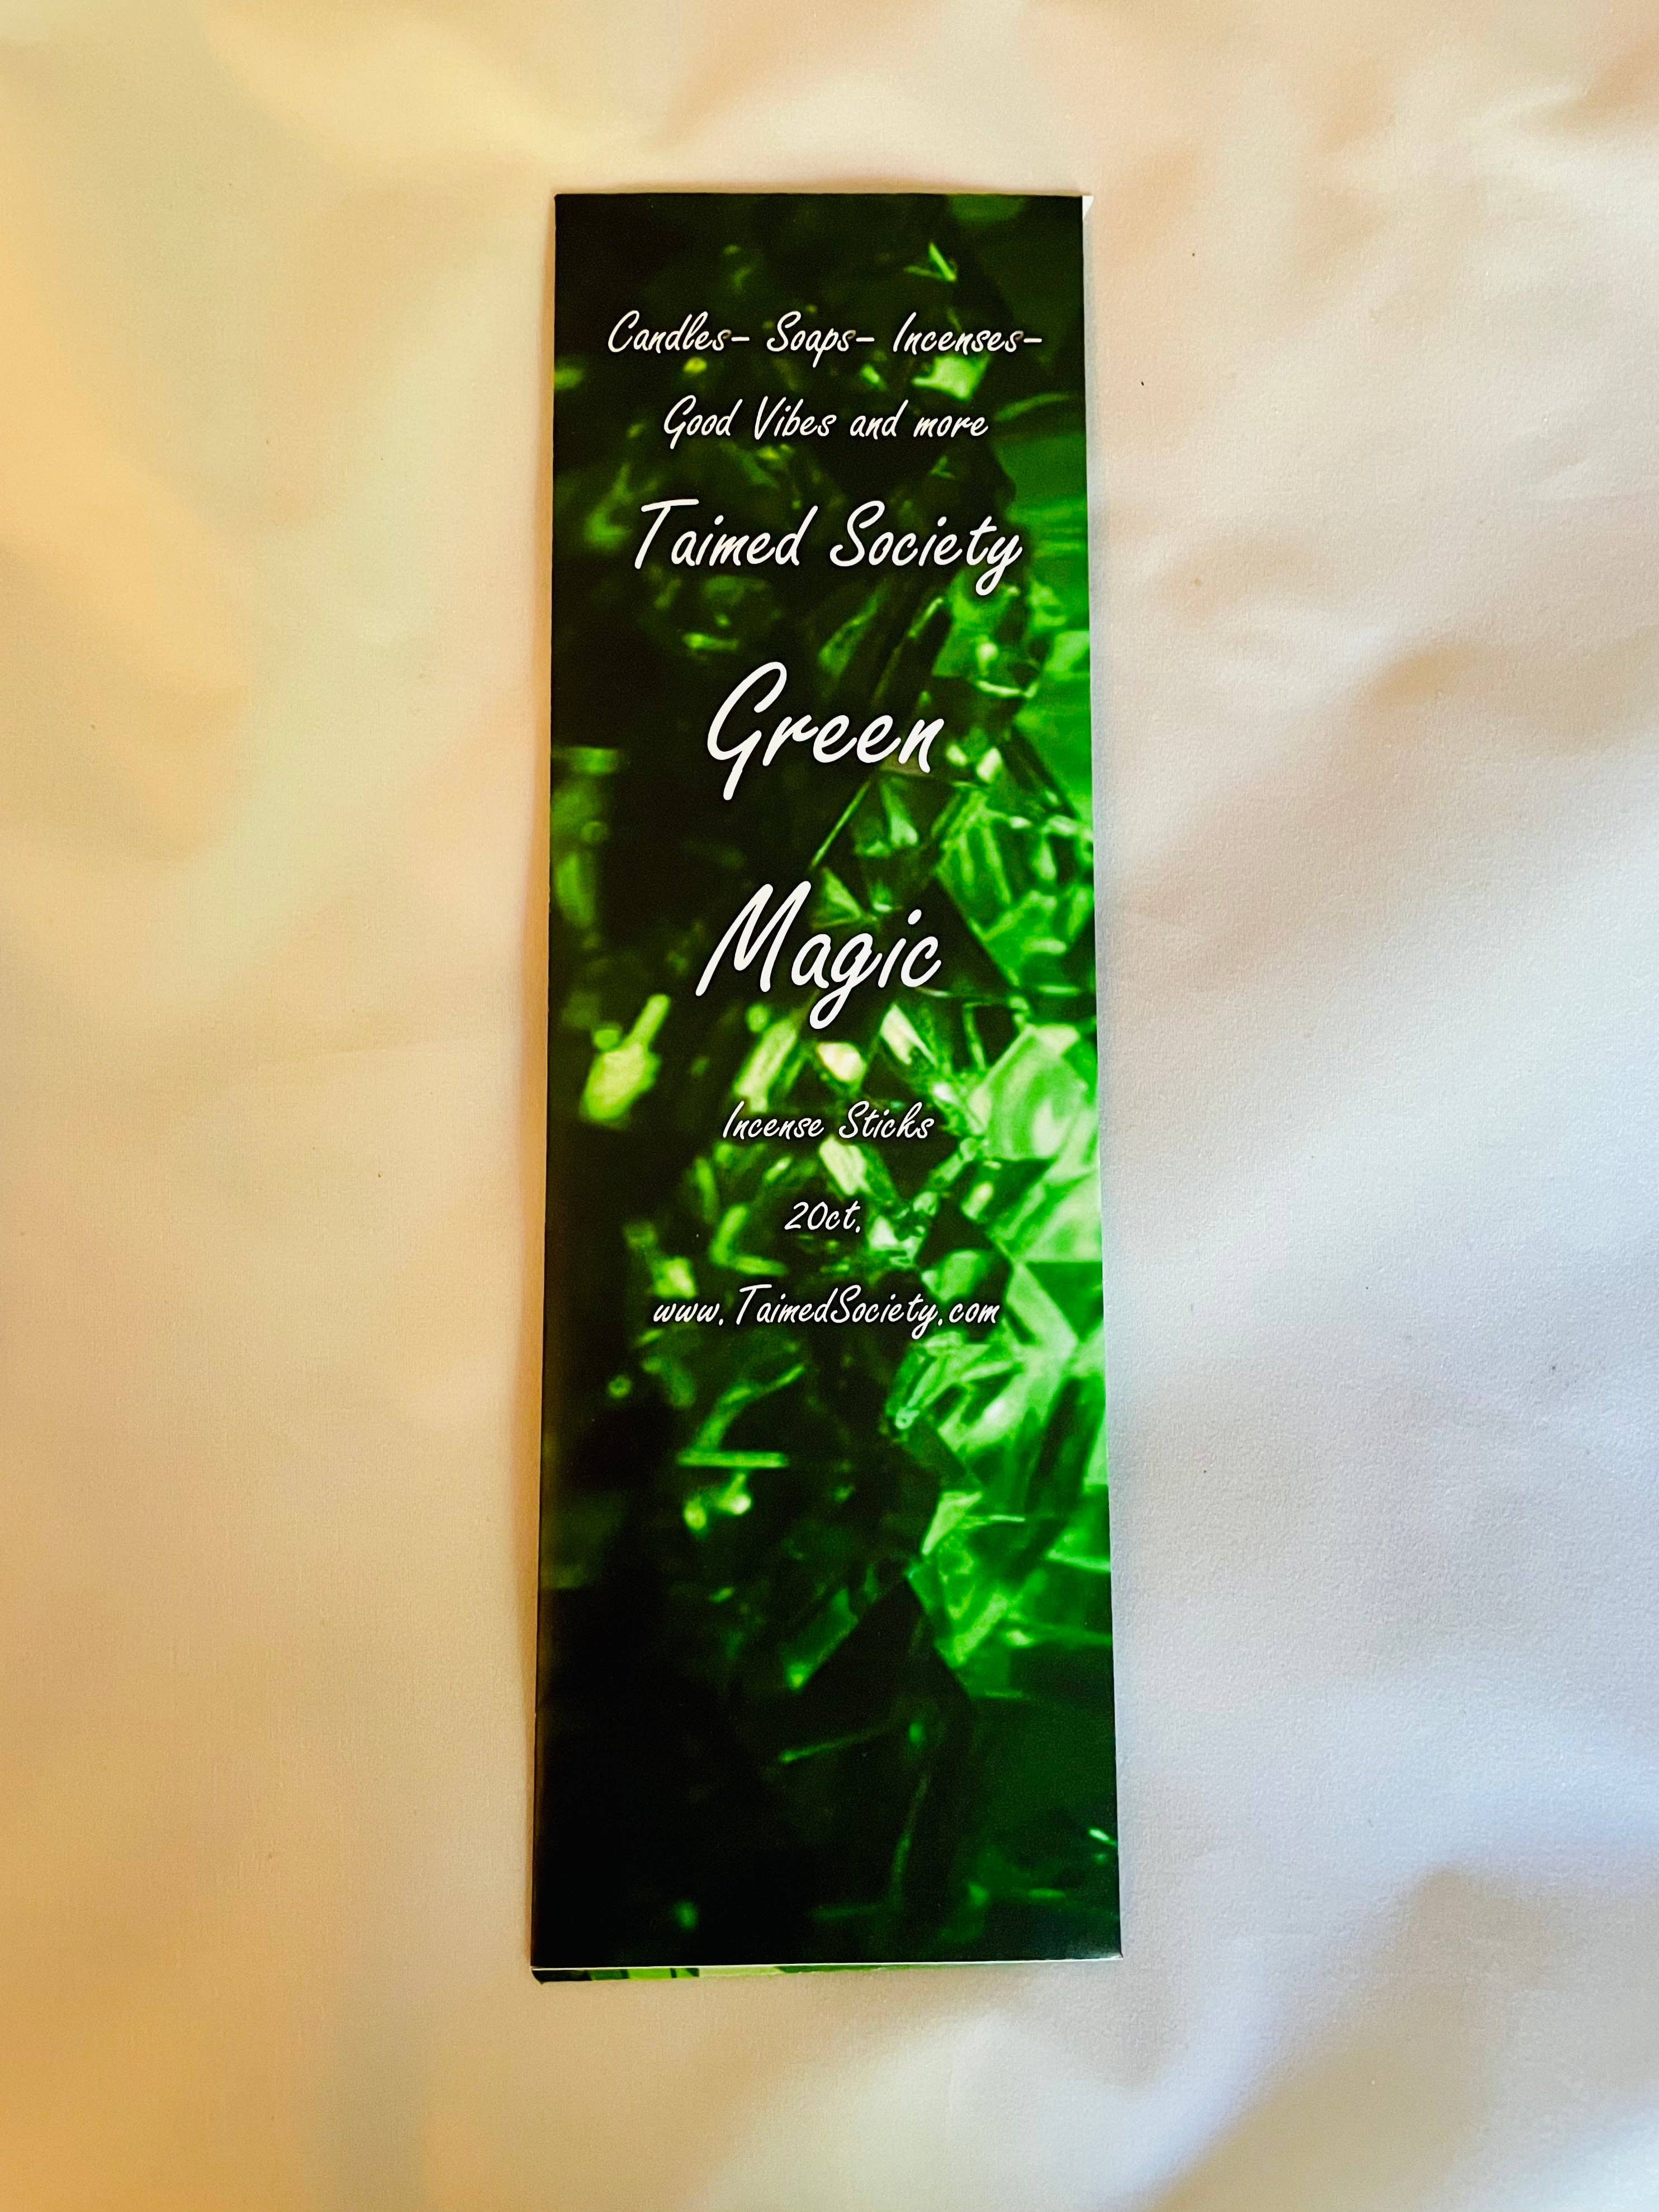 Candles- Soaps- Incenses-
Good Vibes and more
Taimed Society
Green
Magic
Incense Sticks
20ct.
www.TaimedSociety.com